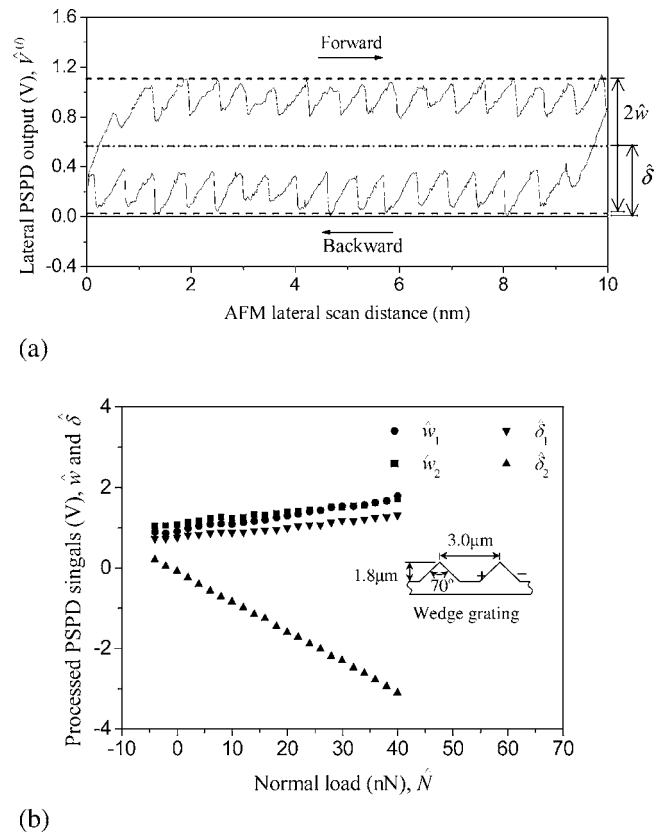 1.6
1.2
0.8
0.4
0.0
-0.4
Lateral PSPD output (V), V̂⁽ʲ⁾
Forward
Backward
2ŵ
δ̂
0 2 4 6 8 10
AFM lateral scan distance (nm)
(a)
4
2
0
-2
-4
Processed PSPD singals (V), ŵ and δ̂
ŵ₁ δ̂₁
ŵ₂ δ̂₂
3.0μm
1.8μm
70° + −
Wedge grating
-10 0 10 20 30 40 50 60 70
Normal load (nN), N̂
(b)